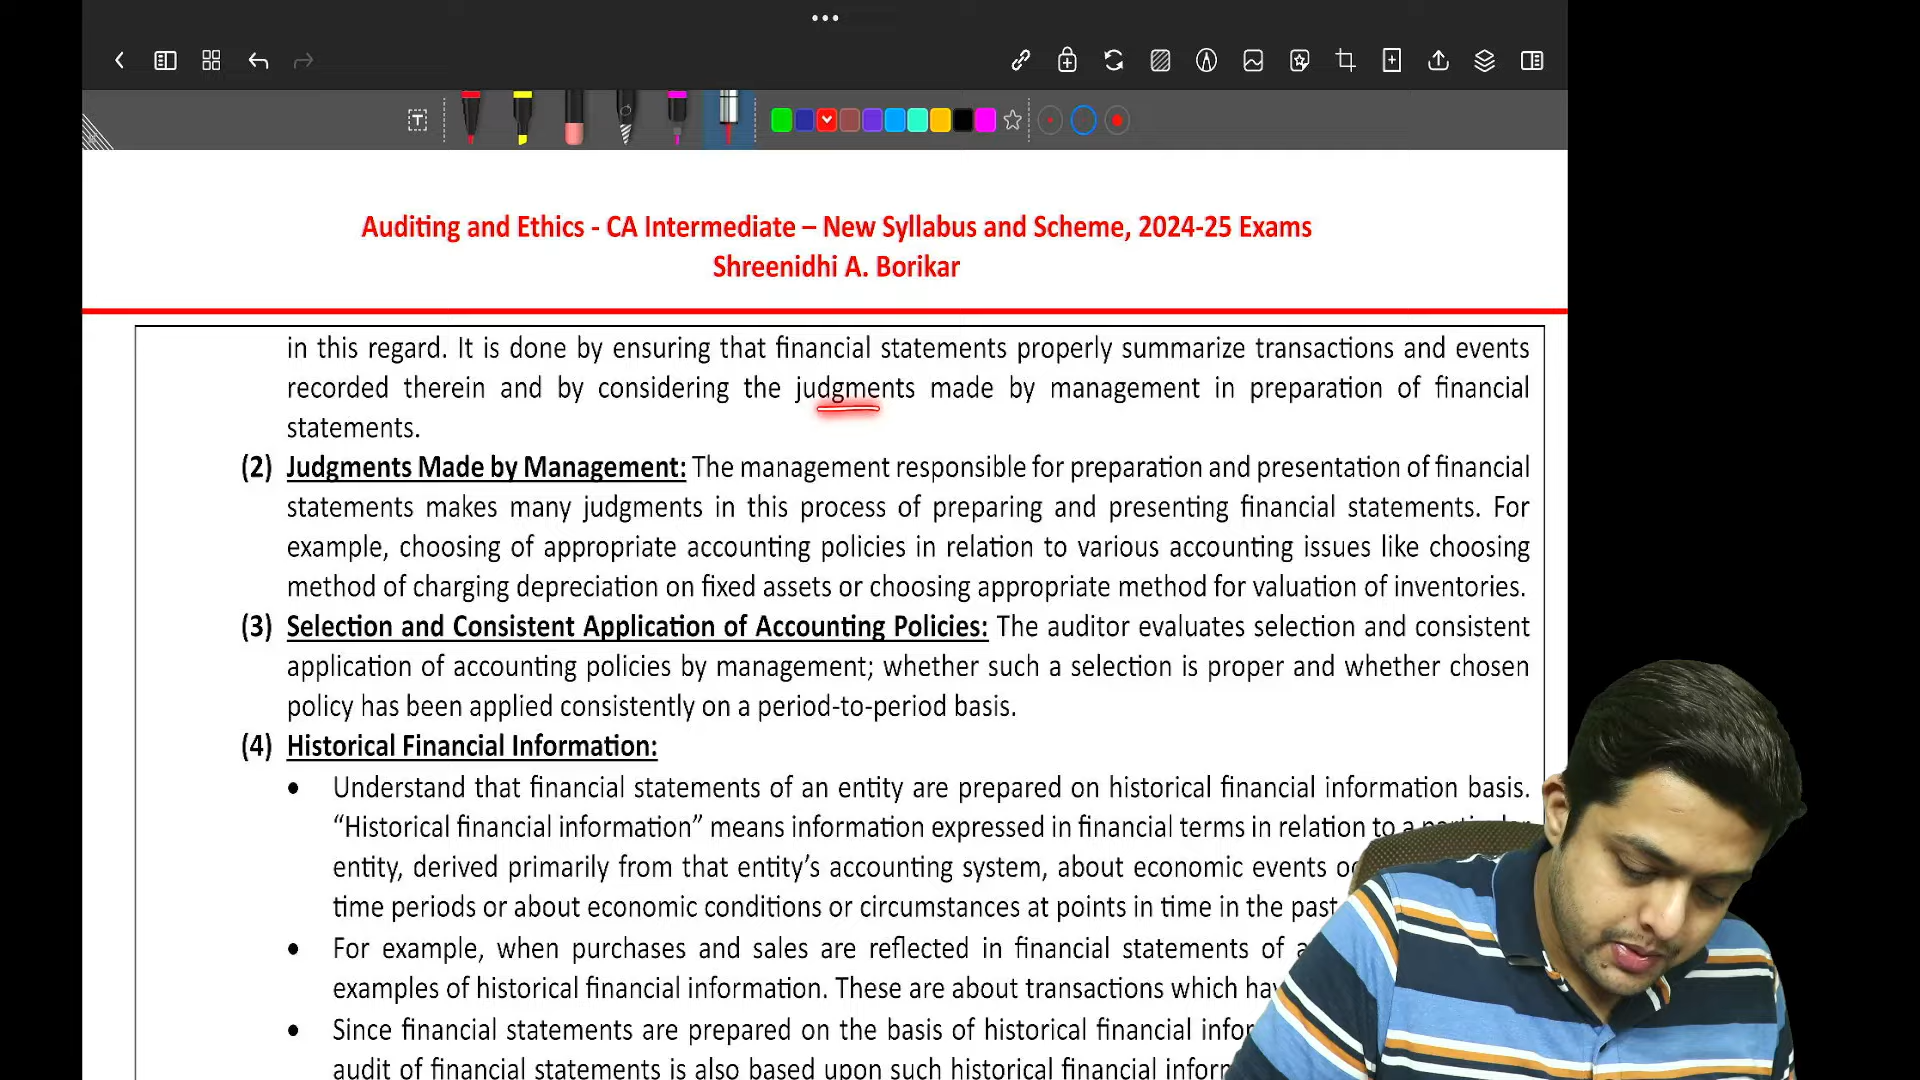 Auditing and Ethics - CA Intermediate – New Syllabus and Scheme, 2024-25 Exams
Shreenidhi A. Borikar
in this regard. It is done by ensuring that financial statements properly summarize transactions and events
recorded therein and by considering the judgments made by management in preparation of financial
statements.
(2) Judgments Made by Management: The management responsible for preparation and presentation of financial
statements makes many judgments in this process of preparing and presenting financial statements. For
example, choosing of appropriate accounting policies in relation to various accounting issues like choosing
method of charging depreciation on fixed assets or choosing appropriate method for valuation of inventories.
(3) Selection and Consistent Application of Accounting Policies: The auditor evaluates selection and consistent
application of accounting policies by management; whether such a selection is proper and whether chosen
policy has been applied consistently on a period-to-period basis.
(4) Historical Financial Information:
• Understand that financial statements of an entity are prepared on historical financial information basis.
“Historical financial information” means information expressed in financial terms in relation to a
entity, derived primarily from that entity’s accounting system, about economic events
time periods or about economic conditions or circumstances at points in time in the past
• For example, when purchases and sales are reflected in financial statements of
examples of historical financial information. These are about transactions which
• Since financial statements are prepared on the basis of historical financial
audit of financial statements is also based upon such historical financial